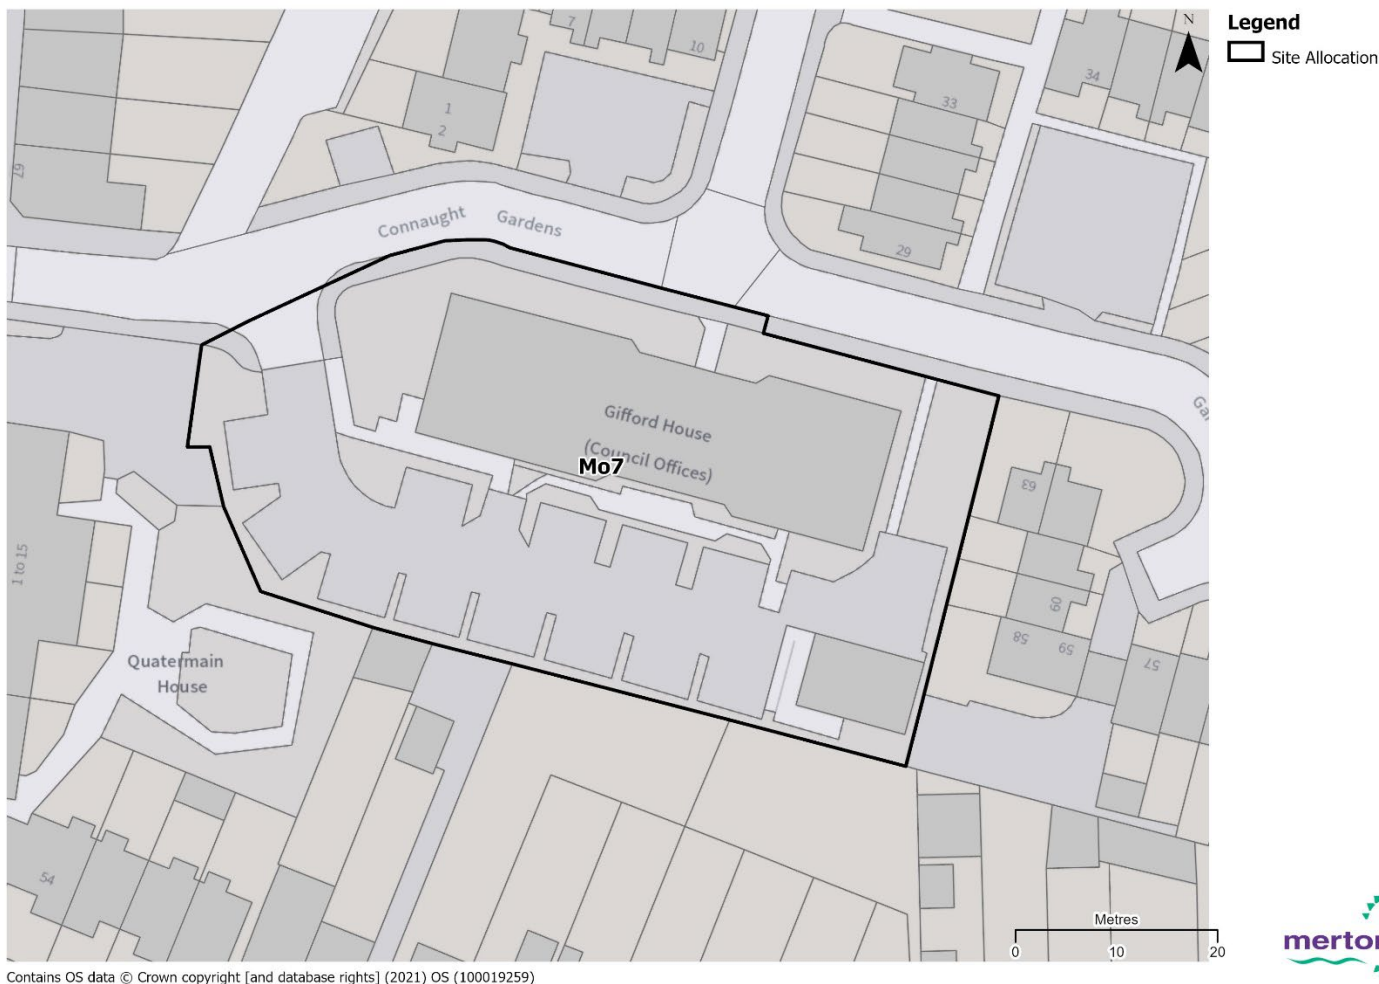 Legend
Site Allocation
N
7
10
1
2
33
34
29
67
Connaught Gardens
Gifford House
(Council Offices)
Mo7
63
60
58
59
57
1 to 15
Quatermain
House
54
Metres
0 10 20
merto
Contains OS data © Crown copyright [and database rights] (2021) OS (100019259)